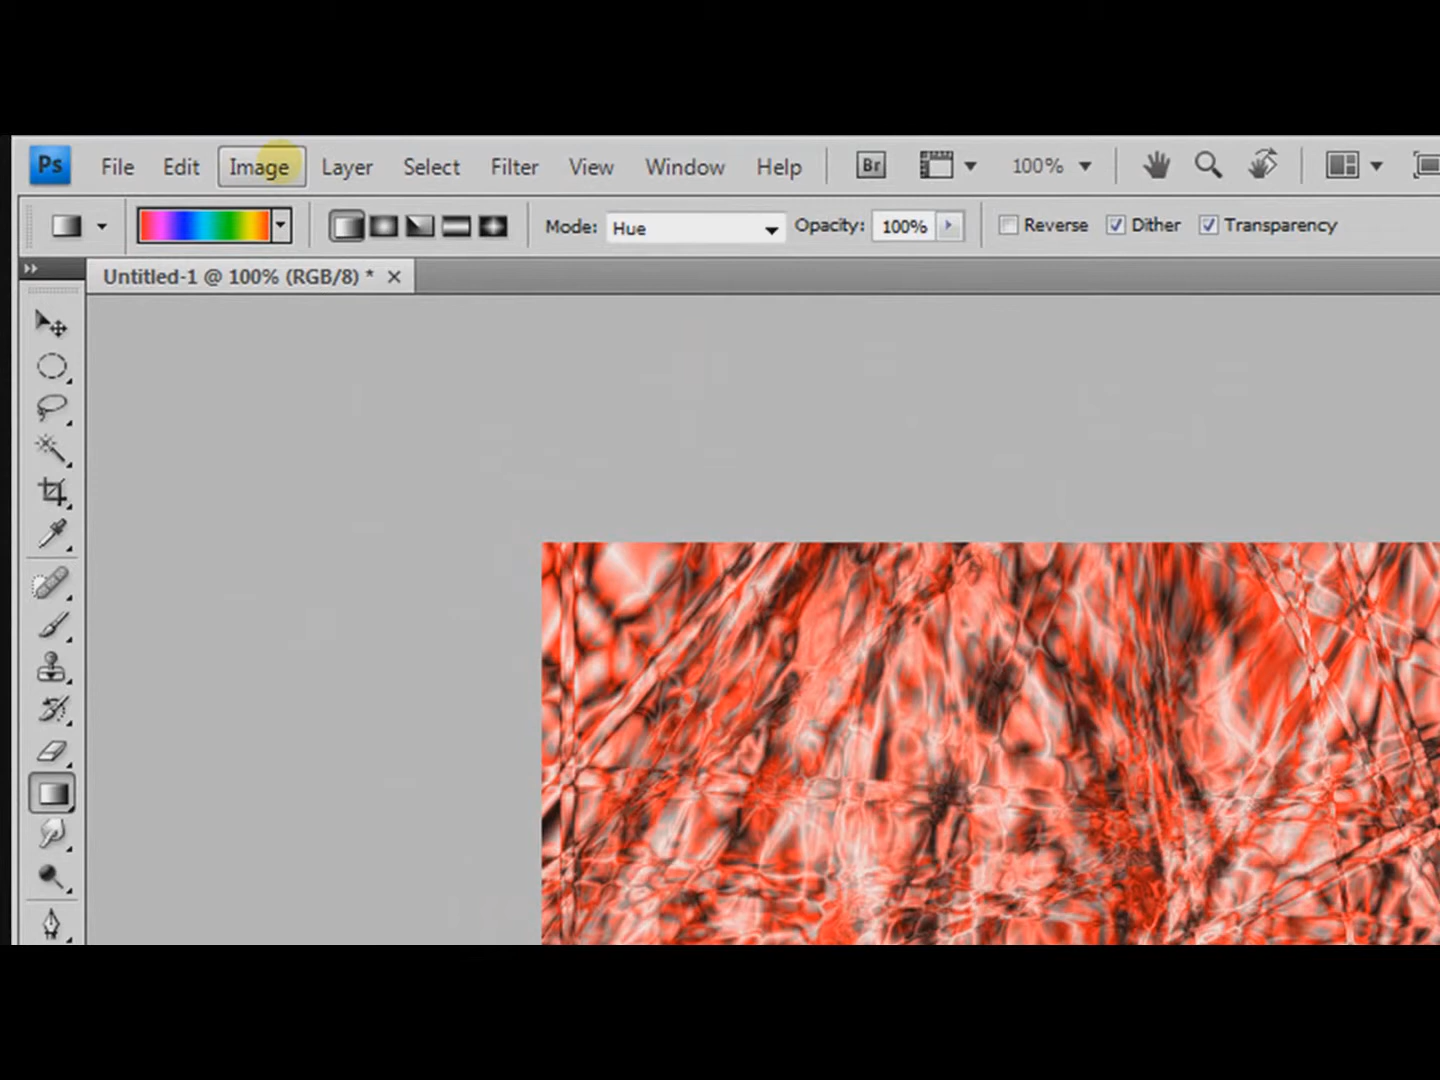 Ps File Edit Image Layer Select Filter View Window Help Br 100%
Mode: Hue Opacity: 100% Reverse Dither Transparency
Untitled-1 @ 100% (RGB/8) *